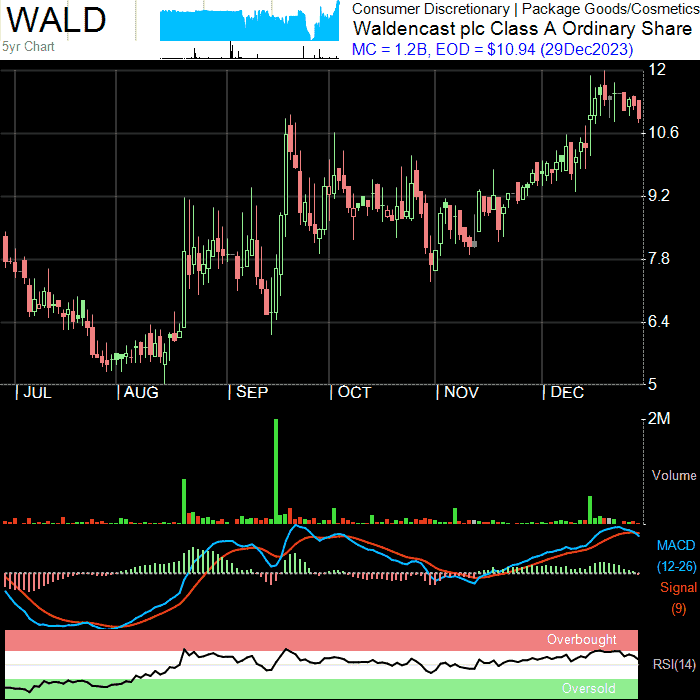 WALD
5yr Chart
Consumer Discretionary | Package Goods/Cosmetics
Waldencast plc Class A Ordinary Share
MC = 1.2B, EOD = $10.94 (29Dec2023)
12
10.6
9.2
7.8
6.4
5
| JUL | AUG | SEP | OCT | NOV | DEC
2M
Volume
MACD
(12-26)
Signal
(9)
Overbought
RSI(14)
Oversold